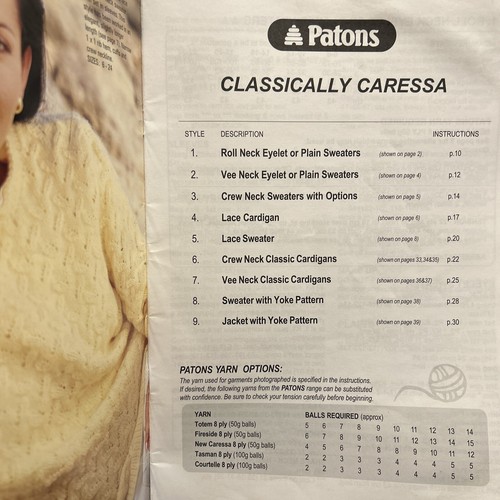 Patons
CLASSICALLY CARESSA
STYLE DESCRIPTION INSTRUCTIONS
1. Roll Neck Eyelet or Plain Sweaters (shown on page 2) p.10
2. Vee Neck Eyelet or Plain Sweaters (shown on page 4) p.12
3. Crew Neck Sweaters with Options (shown on page 5) p.14
4. Lace Cardigan (shown on page 6) p.17
5. Lace Sweater (shown on page 8) p.20
6. Crew Neck Classic Cardigans (shown on pages 33,34&35) p.22
7. Vee Neck Classic Cardigans (shown on pages 36&37) p.25
8. Sweater with Yoke Pattern (shown on page 38) p.28
9. Jacket with Yoke Pattern (shown on page 39) p.30
PATONS YARN OPTIONS:
The yarn used for garments photographed is specified in the instructions.
If desired, the following yarns from the PATONS range can be substituted
with confidence. Be sure to check your tension carefully before beginning.
YARN BALLS REQUIRED (approx)
Totem 8 ply (50g balls) 5 6 7 8 9 10 11 12 13 14
Fireside 8 ply (50g balls) 6 7 8 9 10 11 12 13 14 15
New Caressa 8 ply (50g balls) 4 5 6 7 8 8 9 10 11 12
Tasman 8 ply (100g balls) 2 2 3 3 3 4 4 4 5 5
Courtelle 8 ply (100g balls) 2 2 3 3 3 4 4 4 5 5
crew neckline.
SIZES: 8 - 24